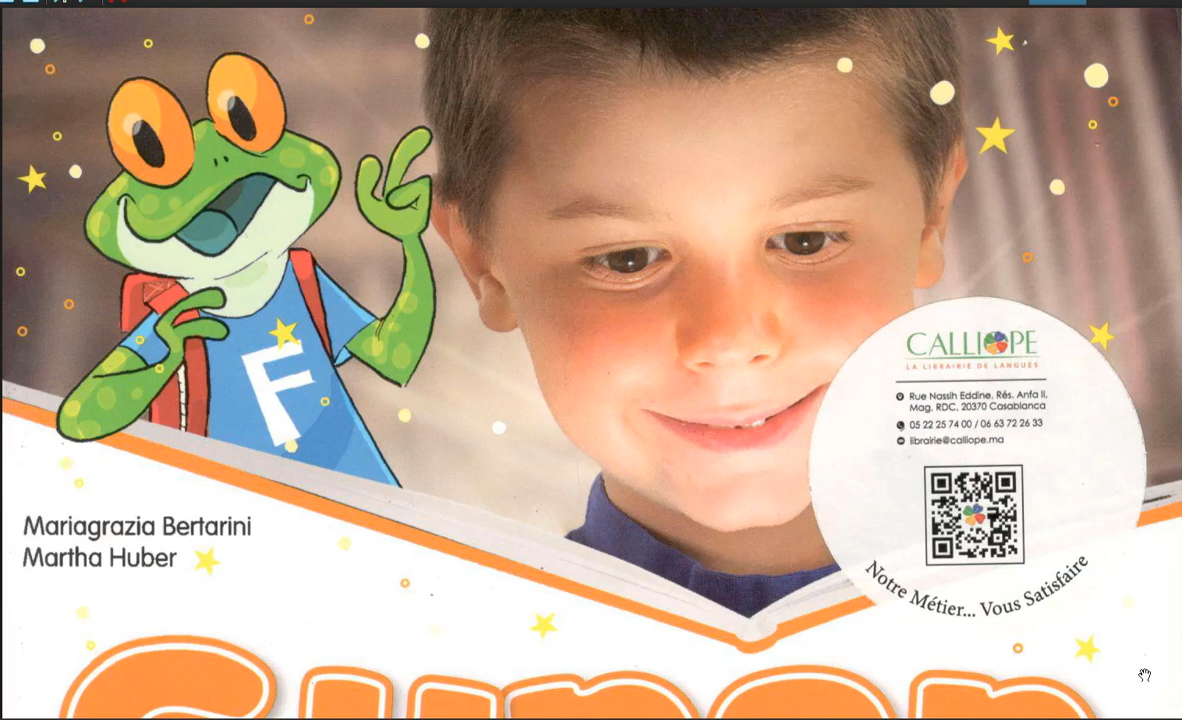 F
CALLIOPE
LA LIBRAIRIE DE LANGUES
Rue Nassih Eddine, Rés. Anfa II,
Mag. RDC, 20370 Casablanca
05 22 25 74 00 / 06 63 72 26 33
librairie@calliope.ma
Notre Métier... Vous Satisfaire
Mariagrazia Bertarini
Martha Huber